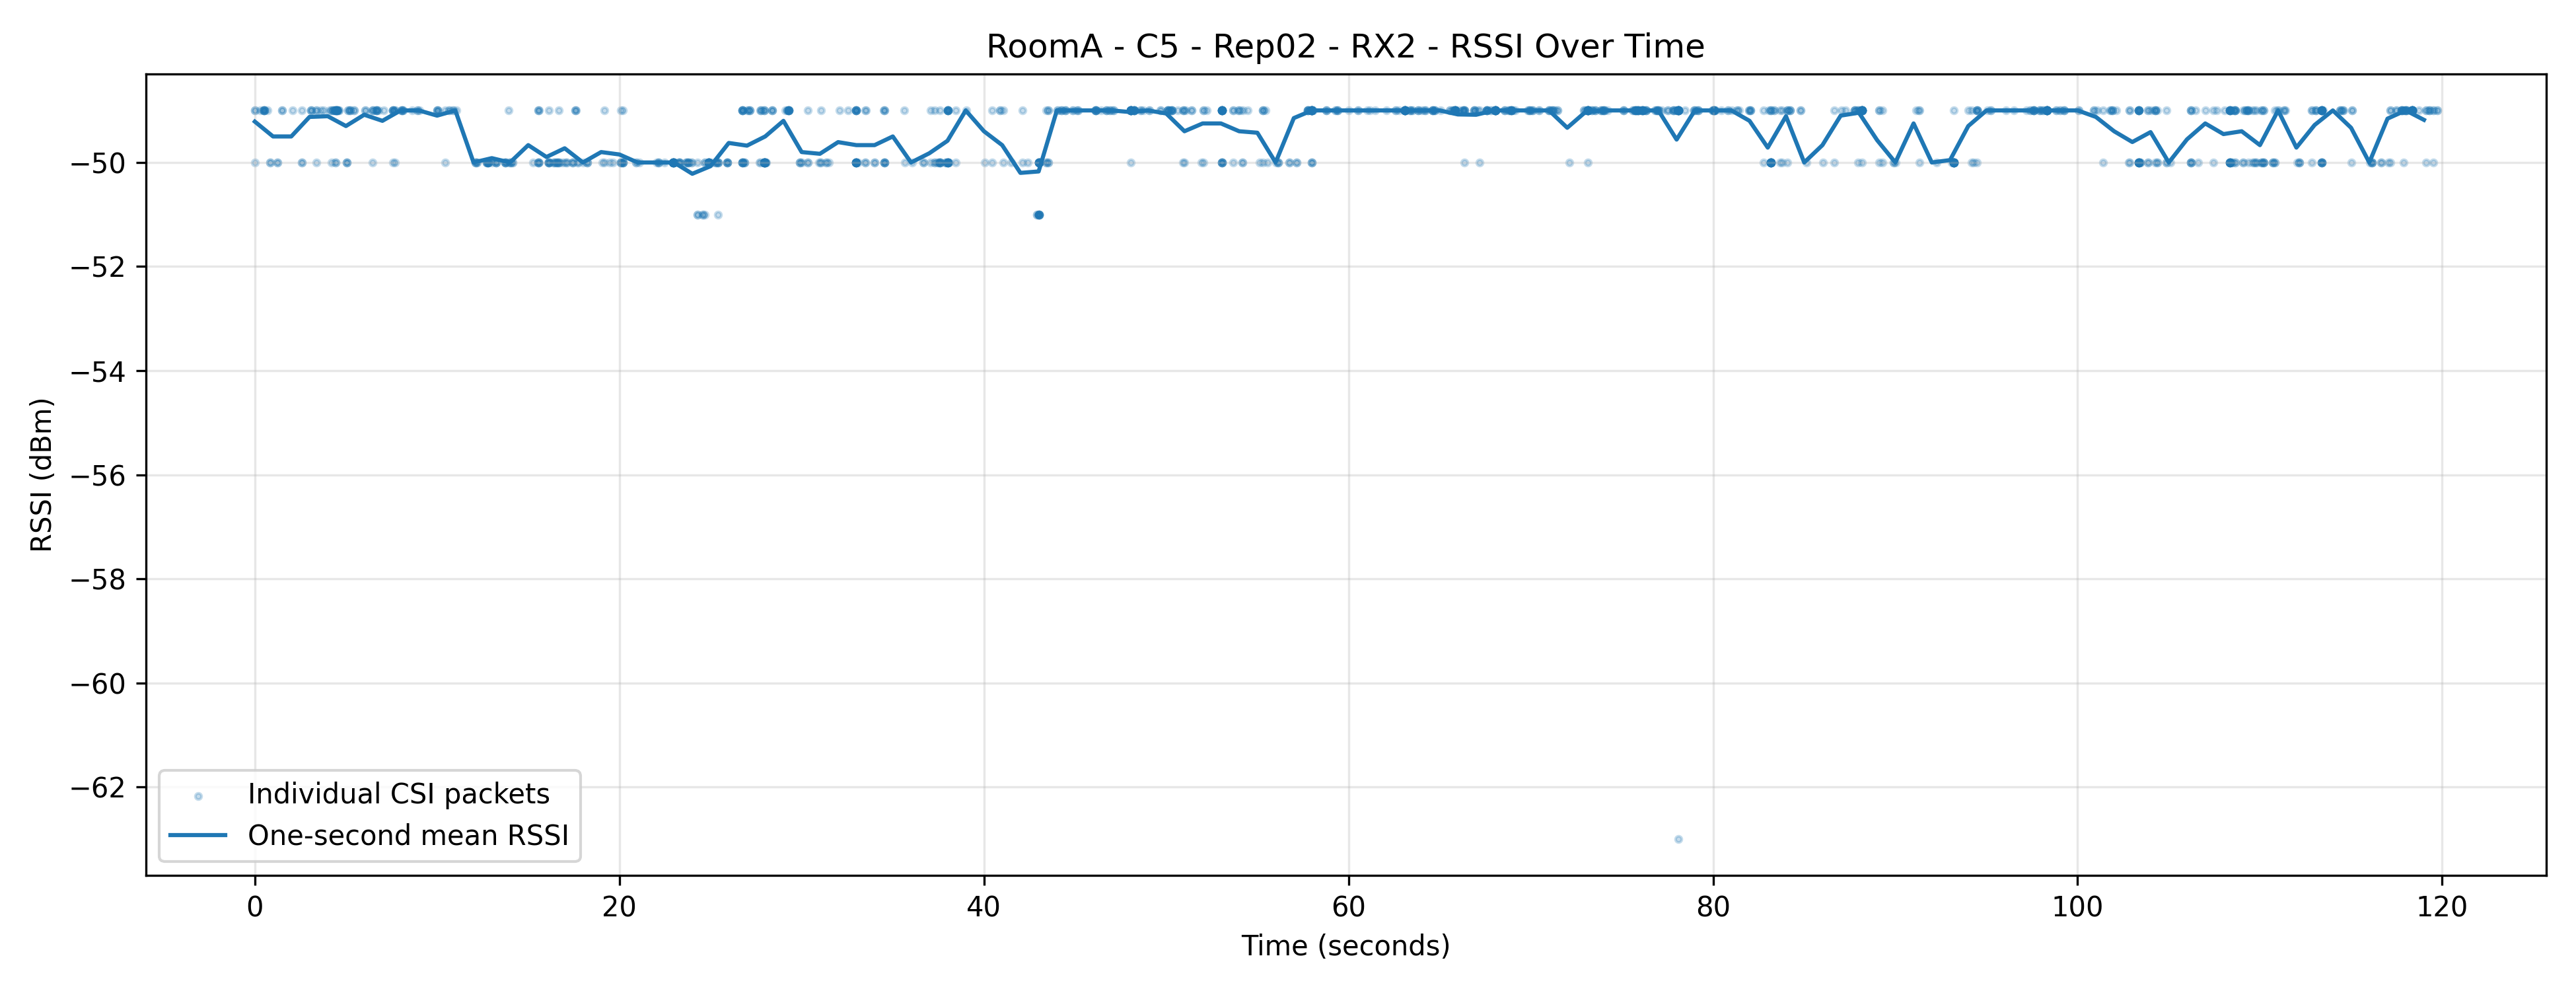 RoomA - C5 - Rep02 - RX2 - RSSI Over Time
RSSI (dBm)
−50
−52
−54
−56
−58
−60
−62
Individual CSI packets
One-second mean RSSI
0 20 40 60 80 100 120
Time (seconds)